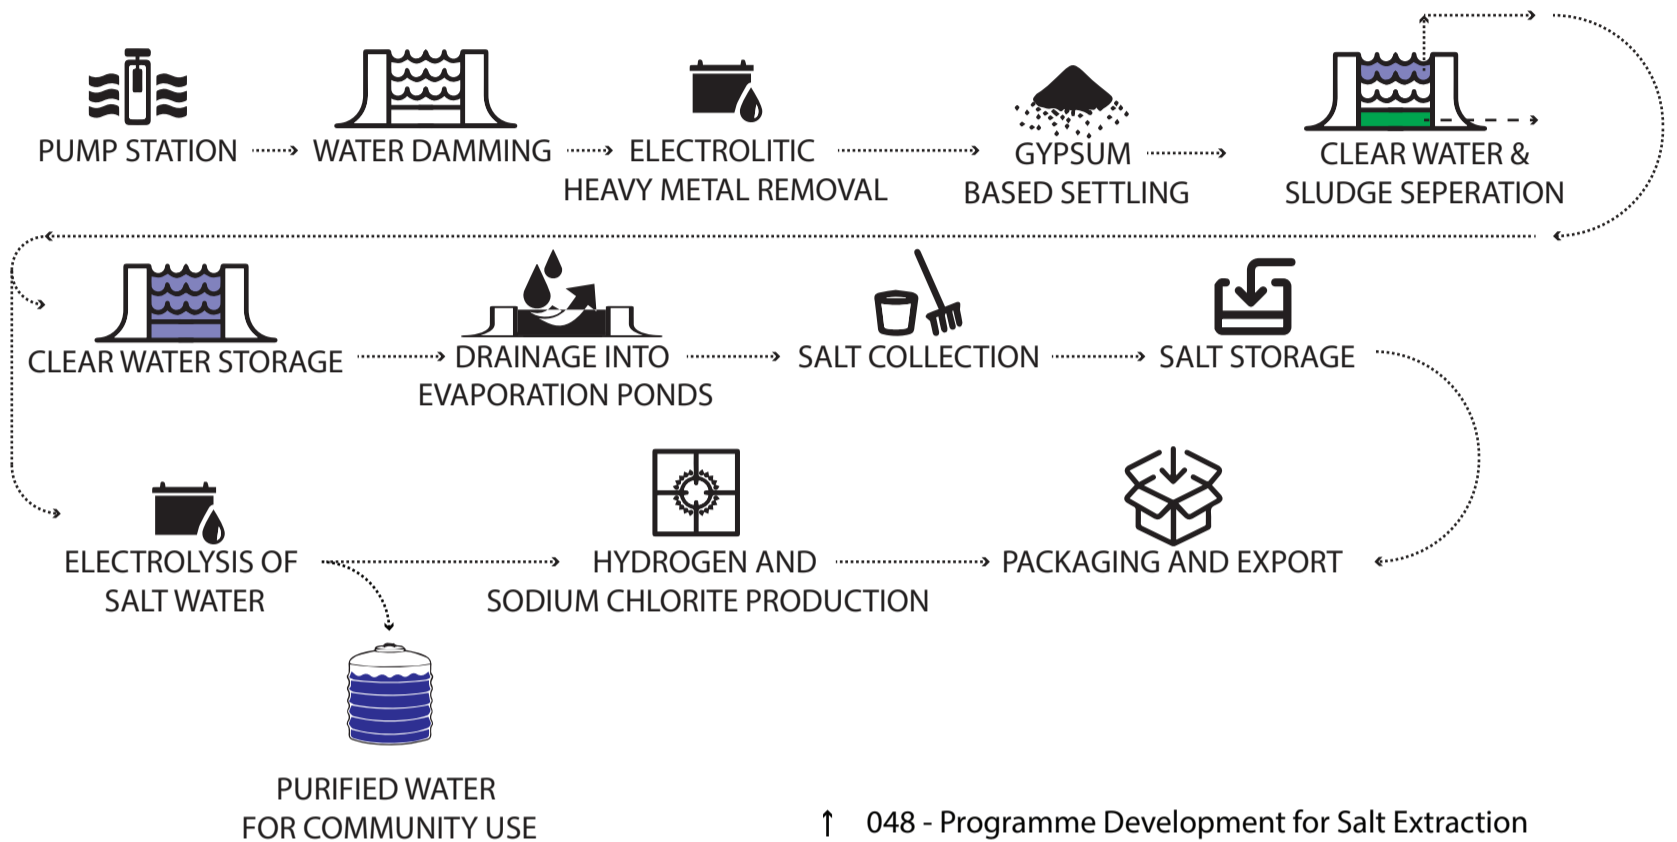 PUMP STATION
WATER DAMMING
ELECTROLITIC
HEAVY METAL REMOVAL
GYPSUM
BASED SETTLING
CLEAR WATER &
SLUDGE SEPERATION
CLEAR WATER STORAGE
DRAINAGE INTO
EVAPORATION PONDS
SALT COLLECTION
SALT STORAGE
ELECTROLYSIS OF
SALT WATER
HYDROGEN AND
SODIUM CHLORITE PRODUCTION
PACKAGING AND EXPORT
PURIFIED WATER
FOR COMMUNITY USE
↑ 048 - Programme Development for Salt Extraction